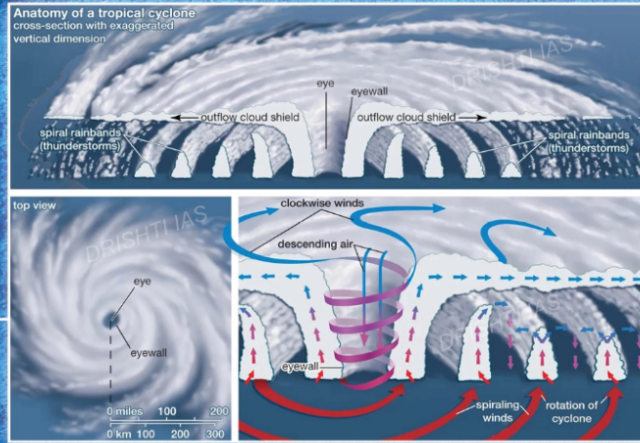 Anatomy of a tropical cyclone
cross-section with exaggerated
vertical dimension
DRISHTI IAS
eye
eyewall
outflow cloud shield
outflow cloud shield
spiral rainbands
(thunderstorms)
spiral rainbands
(thunderstorms)
top view
DRISHTI IAS
eye
eyewall
0 miles 100 200
0 km 100 200 300
clockwise winds
descending air
DRISHTI IAS
eyewall
spiraling
winds
rotation of
cyclone